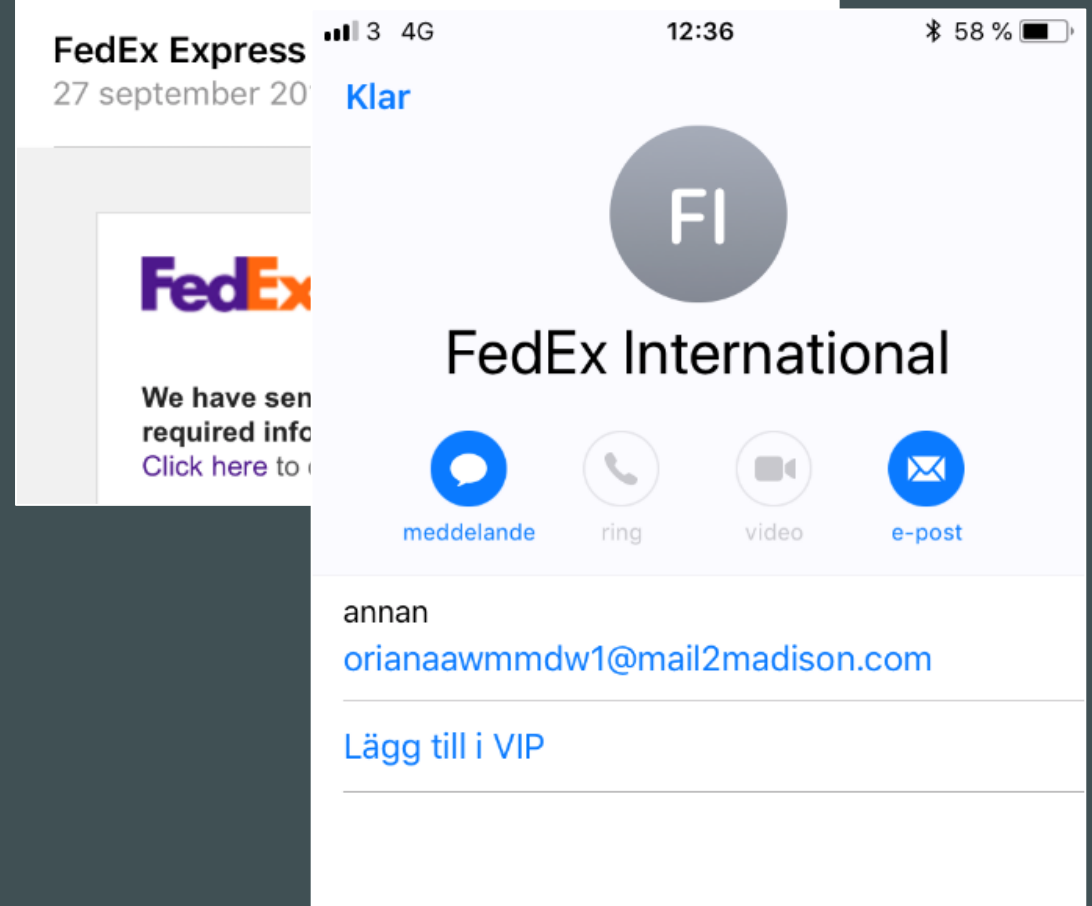 FedEx Express
27 september 20
FedEx
We have sen
required info
Click here to
3 4G 12:36 58 %
Klar
FI
FedEx International
meddelande ring video e-post
annan
orianaawmmdw1@mail2madison.com
Lägg till i VIP